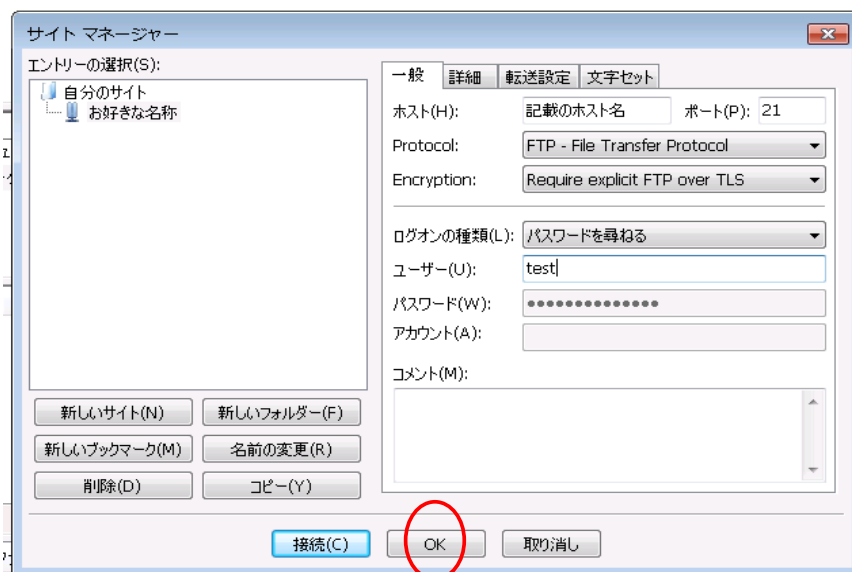 サイト マネージャー
エントリーの選択(S):
自分のサイト
お好きな名称
新しいサイト(N)
新しいフォルダー(F)
新しいブックマーク(M)
名前の変更(R)
削除(D)
コピー(Y)
一般
詳細
転送設定
文字セット
ホスト(H): 記載のホスト名 ポート(P): 21
Protocol: FTP - File Transfer Protocol
Encryption: Require explicit FTP over TLS
ログオンの種類(L): パスワードを尋ねる
ユーザー(U): test
パスワード(W): ●●●●●●●●●●●●●●
アカウント(A):
コメント(M):
接続(C)
OK
取り消し